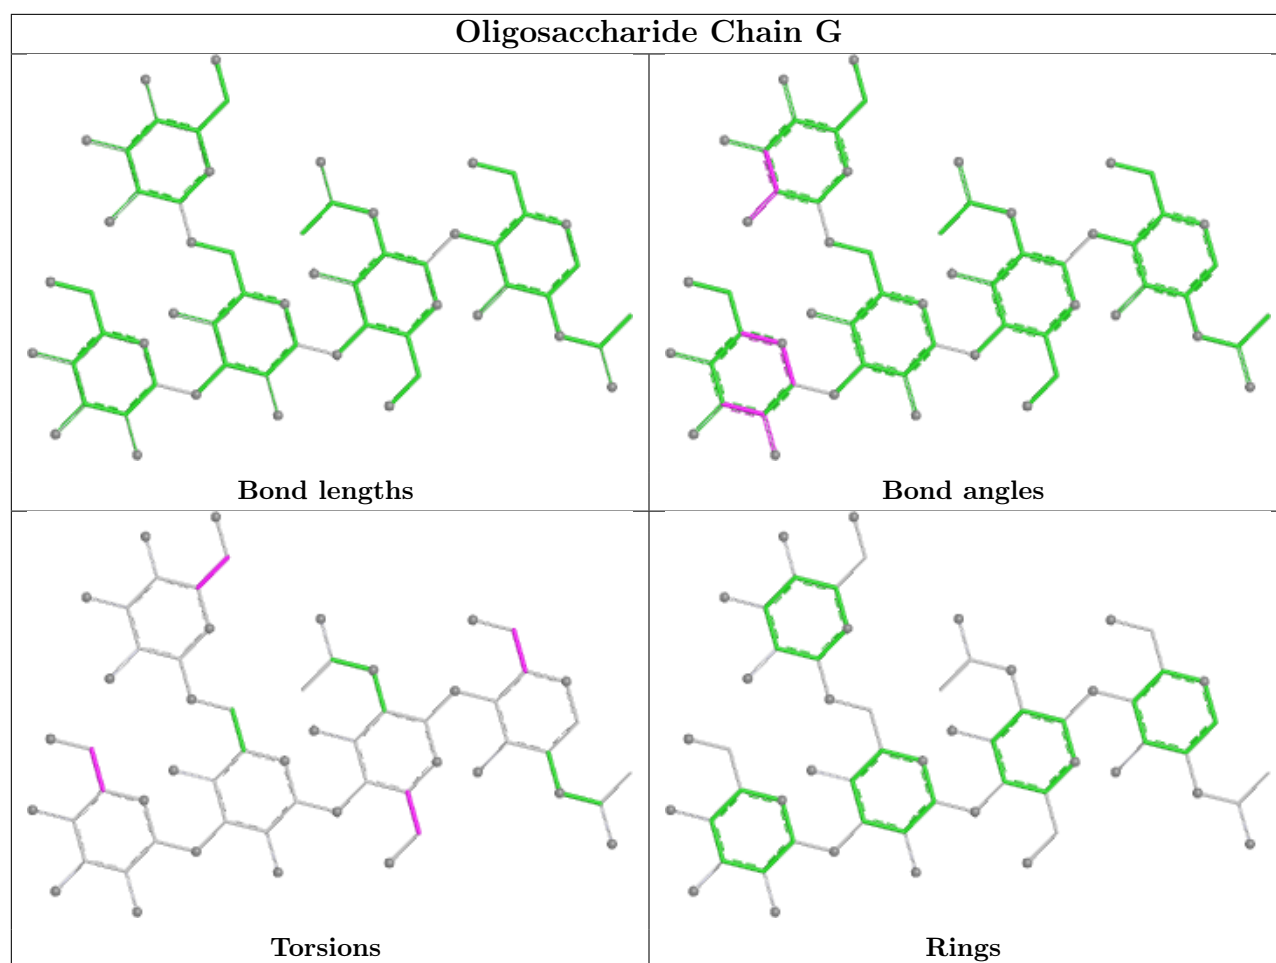 Oligosaccharide Chain G
Bond lengths
Bond angles
Torsions
Rings